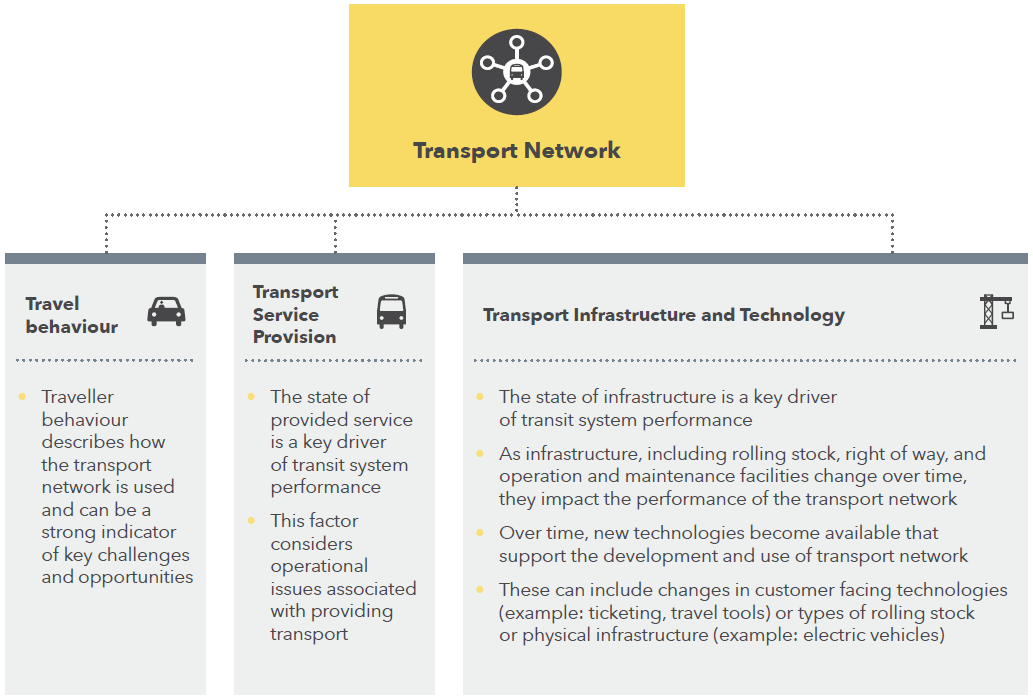 Transport Network
Travel
behaviour
Traveller
behaviour
describes how
the transport
network is used
and can be a
strong indicator
of key challenges
and opportunities
Transport
Service
Provision
The state of
provided service
is a key driver
of transit system
performance
This factor
considers
operational
issues associated
with providing
transport
Transport Infrastructure and Technology
The state of infrastructure is a key driver
of transit system performance
As infrastructure, including rolling stock, right of way, and
operation and maintenance facilities change over time,
they impact the performance of the transport network
Over time, new technologies become available that
support the development and use of transport network
These can include changes in customer facing technologies
(example: ticketing, travel tools) or types of rolling stock
or physical infrastructure (example: electric vehicles)